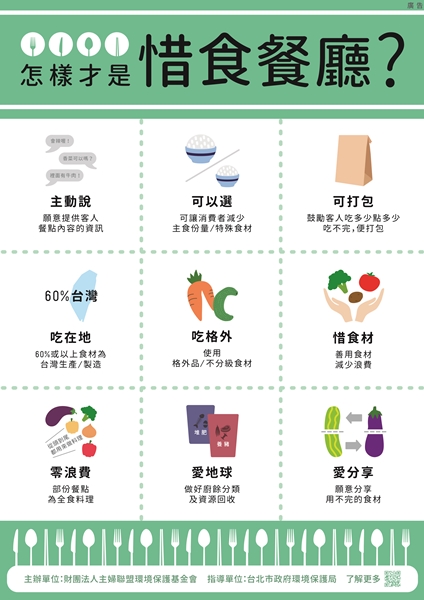 廣告
怎樣才是
惜食餐廳?
會辣嗎?
香菜可以嗎?
裡面有牛肉!
主動說
願意提供客人
餐點內容的資訊
可以選
可讓消費者減少
主食份量/特殊食材
可打包
鼓勵客人吃多少點多少
吃不完,便打包
60%台灣
吃在地
60%或以上食材為
台灣生產/製造
吃格外
使用
格外品/不分級食材
惜食材
善用食材
減少浪費
從頭到尾
都用來做料理
零浪費
部份餐點
為全食料理
堆肥
養豬
愛地球
做好廚餘分類
及資源回收
愛分享
願意分享
用不完的食材
主辦單位:財團法人主婦聯盟環境保護基金會 指導單位:台北市政府環境保護局 了解更多